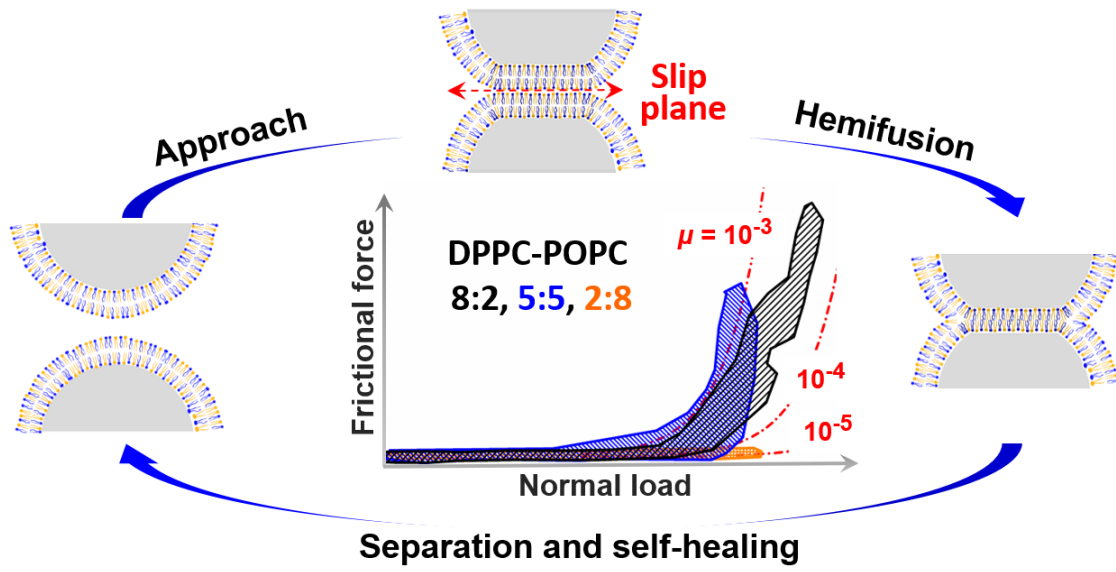 Slip
plane
Approach
Hemifusion
μ = 10⁻³
DPPC-POPC
8:2, 5:5, 2:8
10⁻⁴
10⁻⁵
Frictional force
Normal load
Separation and self-healing